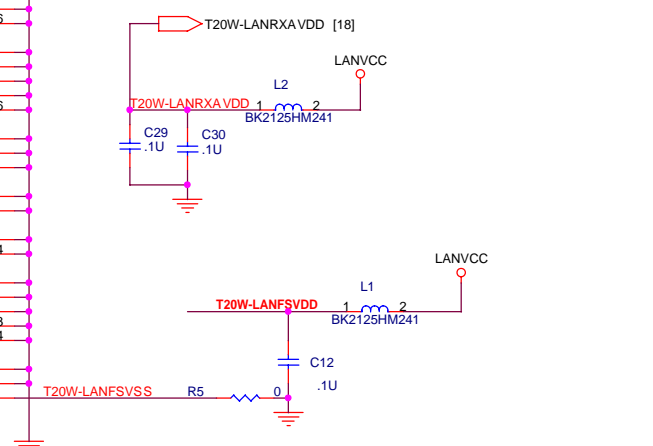 T20W-LANRXAVDD [18]
LANVCC
L2
T20W-LANRXAVDD 1 2
BK2125HM241
C29
.1U
C30
.1U
LANVCC
L1
T20W-LANFSVDD 1 2
BK2125HM241
C12
.1U
T20W-LANFSVSS R5 0